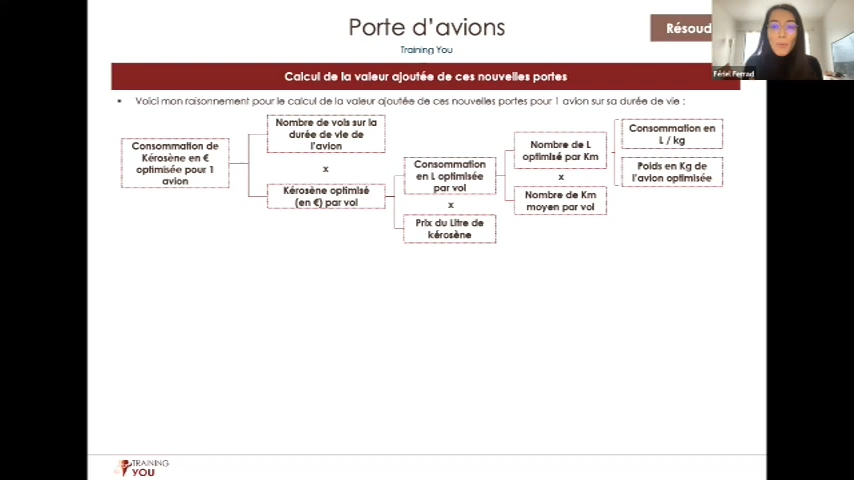 Porte d'avions
Training You
Résoud
Fériel Ferrad
Calcul de la valeur ajoutée de ces nouvelles portes
• Voici mon raisonnement pour le calcul de la valeur ajoutée de ces nouvelles portes pour 1 avion sur sa durée de vie :
Consommation de
Kérosène en €
optimisée pour 1
avion
Nombre de vols sur la
durée de vie de
l'avion
x
Kérosène optimisé
(en €) par vol
Consommation
en L optimisée
par vol
x
Prix du Litre de
kérosène
Nombre de L
optimisé par Km
x
Nombre de Km
moyen par vol
Consommation en
L / kg
Poids en Kg de
l'avion optimisée
TRAINING
YOU